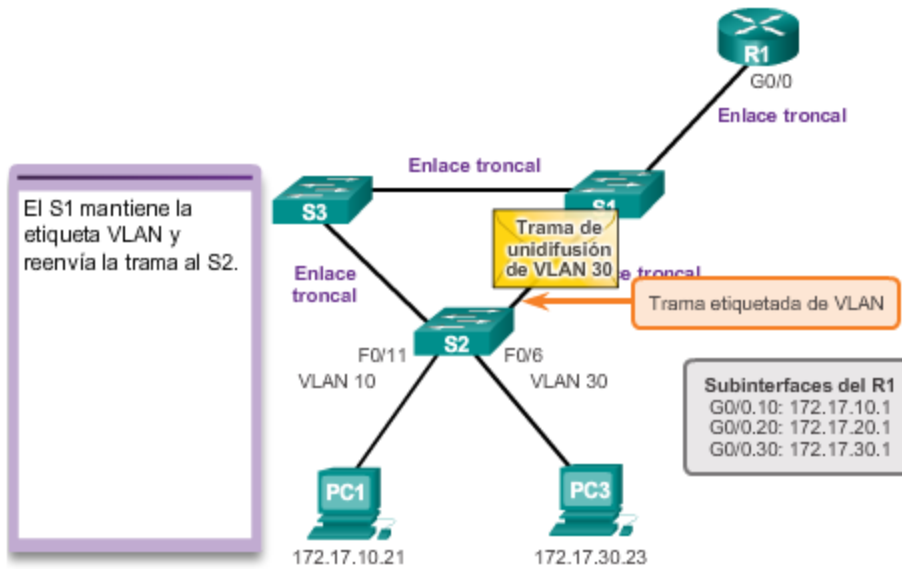 R1
G0/0
Enlace troncal
Enlace troncal
El S1 mantiene la
etiqueta VLAN y
reenvía la trama al S2.
S3
S1
Trama de
unidifusión
de VLAN 30
Enlace
troncal
troncal
Trama etiquetada de VLAN
S2
F0/11
F0/6
VLAN 10
VLAN 30
Subinterfaces del R1
G0/0.10: 172.17.10.1
G0/0.20: 172.17.20.1
G0/0.30: 172.17.30.1
PC1
PC3
172.17.10.21
172.17.30.23